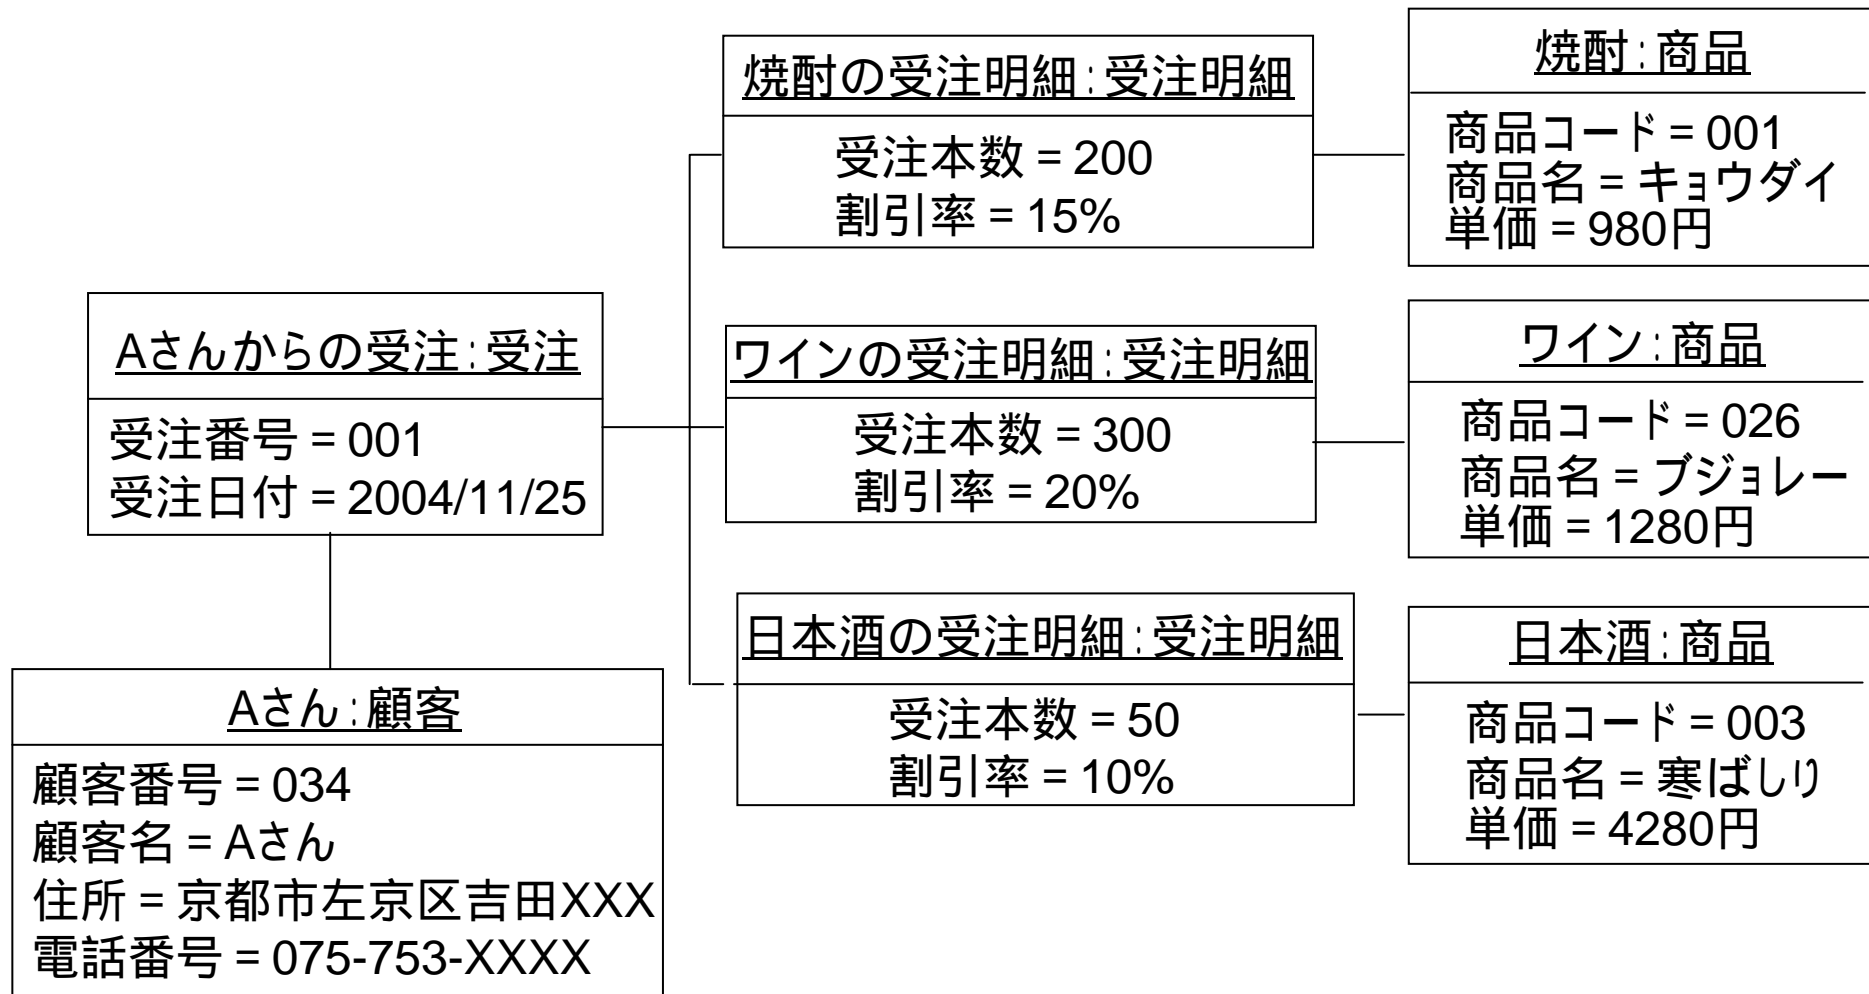 焼酎の受注明細:受注明細
受注本数 = 200
割引率 = 15%
焼酎:商品
商品コード = 001
商品名 = キョウダイ
単価 = 980円
Aさんからの受注:受注
受注番号 = 001
受注日付 = 2004/11/25
ワインの受注明細:受注明細
受注本数 = 300
割引率 = 20%
ワイン:商品
商品コード = 026
商品名 = ブジョレー
単価 = 1280円
日本酒の受注明細:受注明細
受注本数 = 50
割引率 = 10%
日本酒:商品
商品コード = 003
商品名 = 寒ばしり
単価 = 4280円
Aさん:顧客
顧客番号 = 034
顧客名 = Aさん
住所 = 京都市左京区吉田XXX
電話番号 = 075-753-XXXX